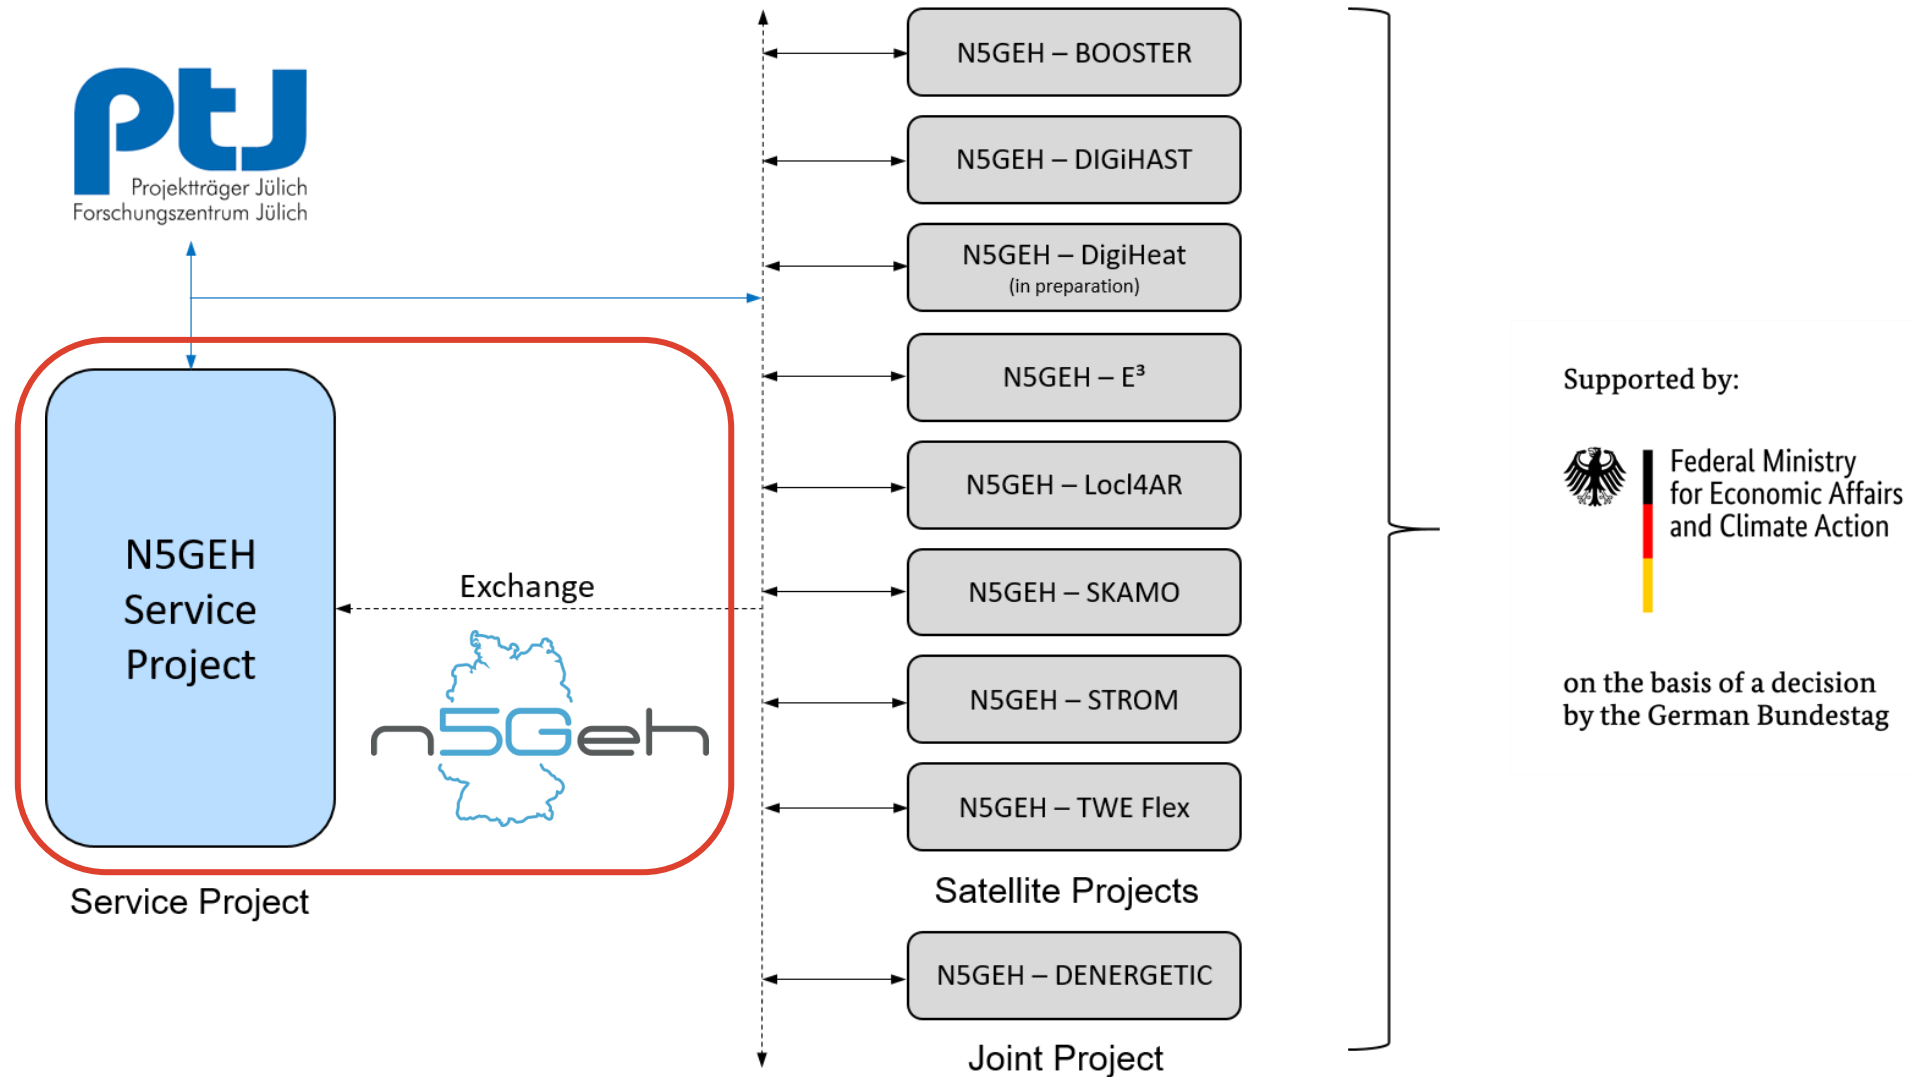 ptJ
Projektträger Jülich
Forschungszentrum Jülich
N5GEH
Service
Project
Exchange
n5Geh
Service Project
N5GEH – BOOSTER
N5GEH – DIGiHAST
N5GEH – DigiHeat
(in preparation)
N5GEH – E³
N5GEH – Locl4AR
N5GEH – SKAMO
N5GEH – STROM
N5GEH – TWE Flex
Satellite Projects
N5GEH – DENERGETIC
Joint Project
Supported by:
Federal Ministry
for Economic Affairs
and Climate Action
on the basis of a decision
by the German Bundestag